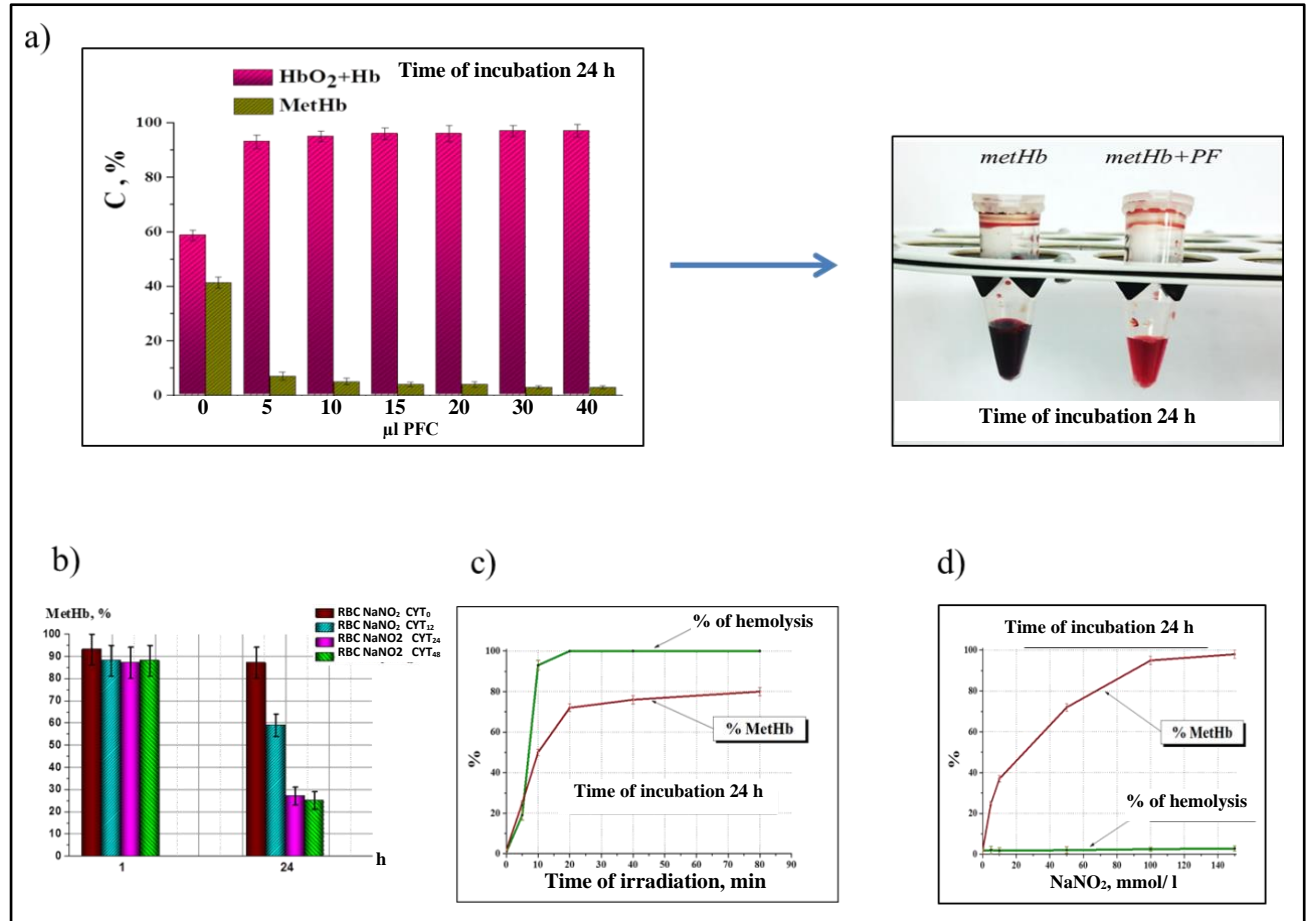 a)
HbO₂+Hb
MetHb
Time of incubation 24 h
C , %
100
80
60
40
20
0
0 5 10 15 20 30 40
µl PFC
metHb metHb+PF
Time of incubation 24 h
b)
MetHb, %
RBC NaNO₂ CYT₀
RBC NaNO₂ CYT₁₂
RBC NaNO2 CYT₂₄
RBC NaNO2 CYT₄₈
100
90
80
70
60
50
40
30
20
10
0
1 24 h
c)
% of hemolysis
% MetHb
Time of incubation 24 h
%
100
80
60
40
20
0
0 10 20 30 40 50 60 70 80 90
Time of irradiation, min
d)
Time of incubation 24 h
% MetHb
% of hemolysis
%
100
80
60
40
20
0
0 20 40 60 80 100 120 140
NaNO₂, mmol/ l